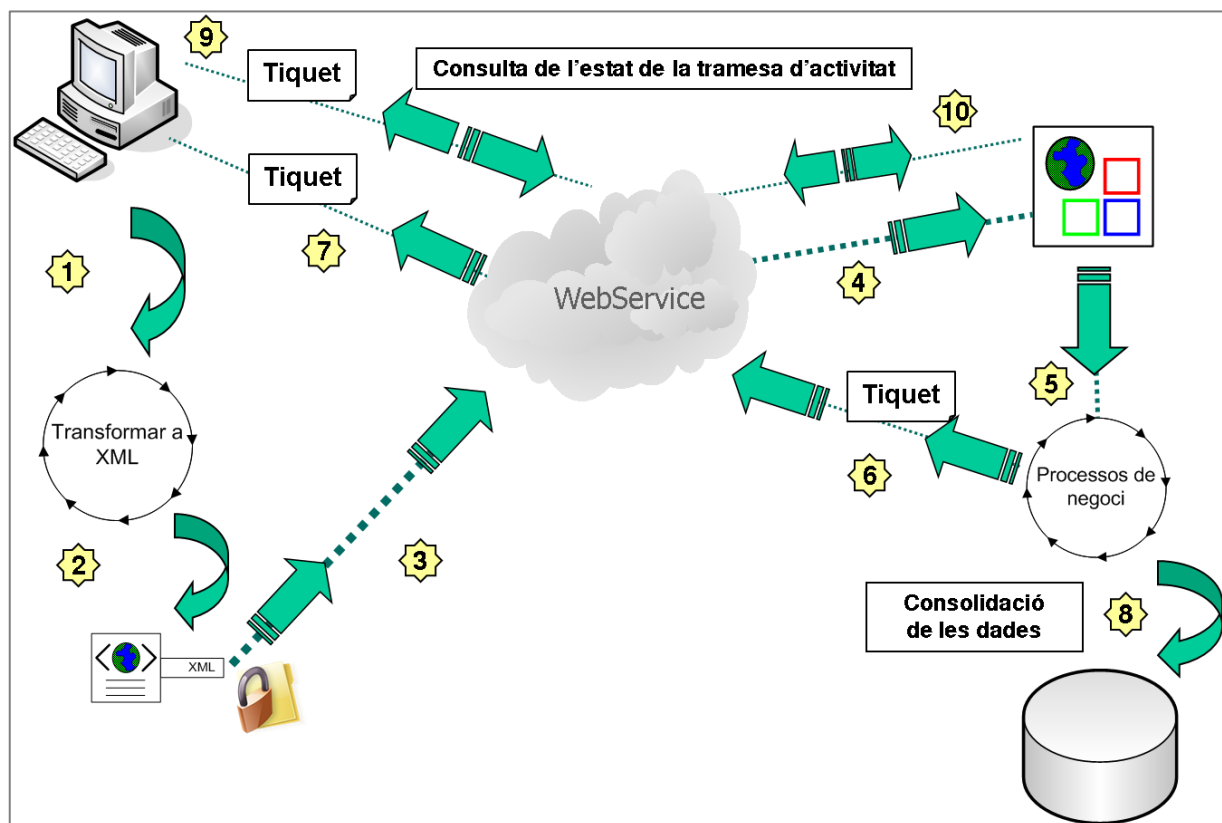 9
Tiquet
Consulta de l'estat de la tramesa d'activitat
10
Tiquet
7
1
4
WebService
5
Tiquet
Transformar a
XML
6
Processos de
negoci
2
3
Consolidació
de les dades
8
XML